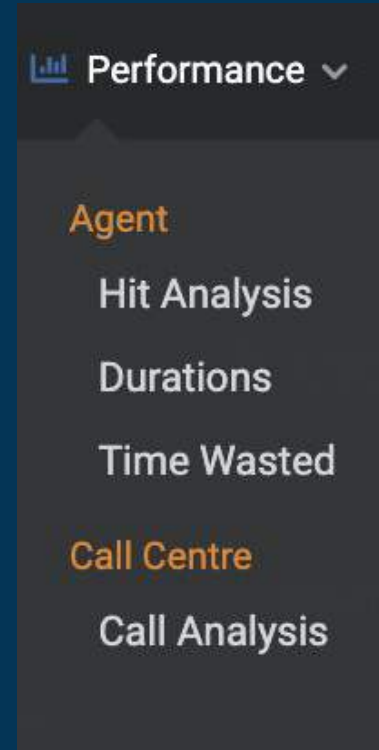 Performance
Agent
Hit Analysis
Durations
Time Wasted
Call Centre
Call Analysis